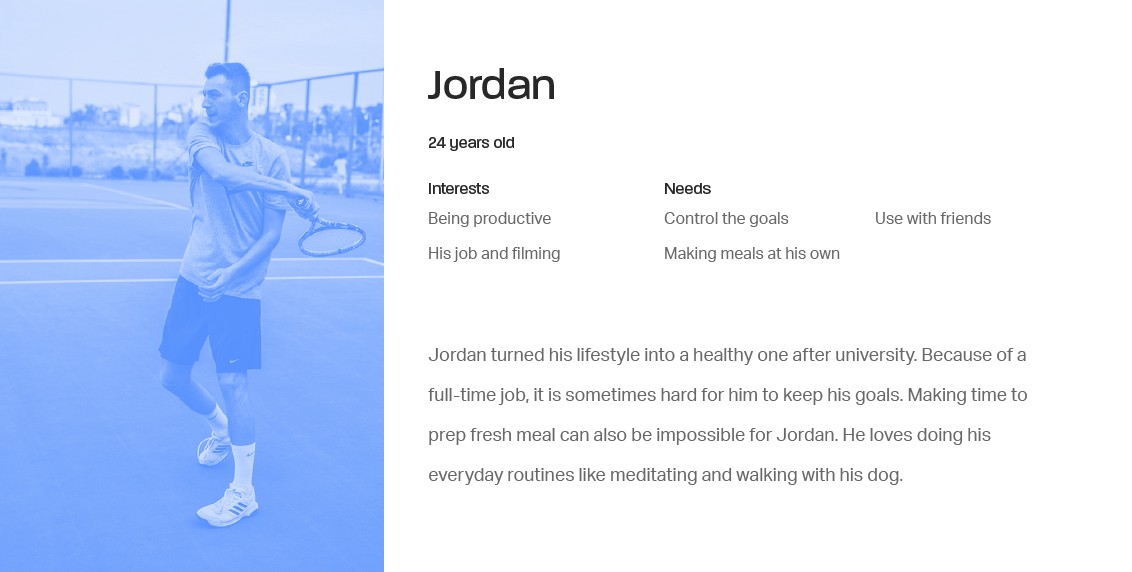 Jordan
24 years old
Interests
Being productive
His job and filming
Needs
Control the goals
Use with friends
Making meals at his own
Jordan turned his lifestyle into a healthy one after university. Because of a
full-time job, it is sometimes hard for him to keep his goals. Making time to
prep fresh meal can also be impossible for Jordan. He loves doing his
everyday routines like meditating and walking with his dog.